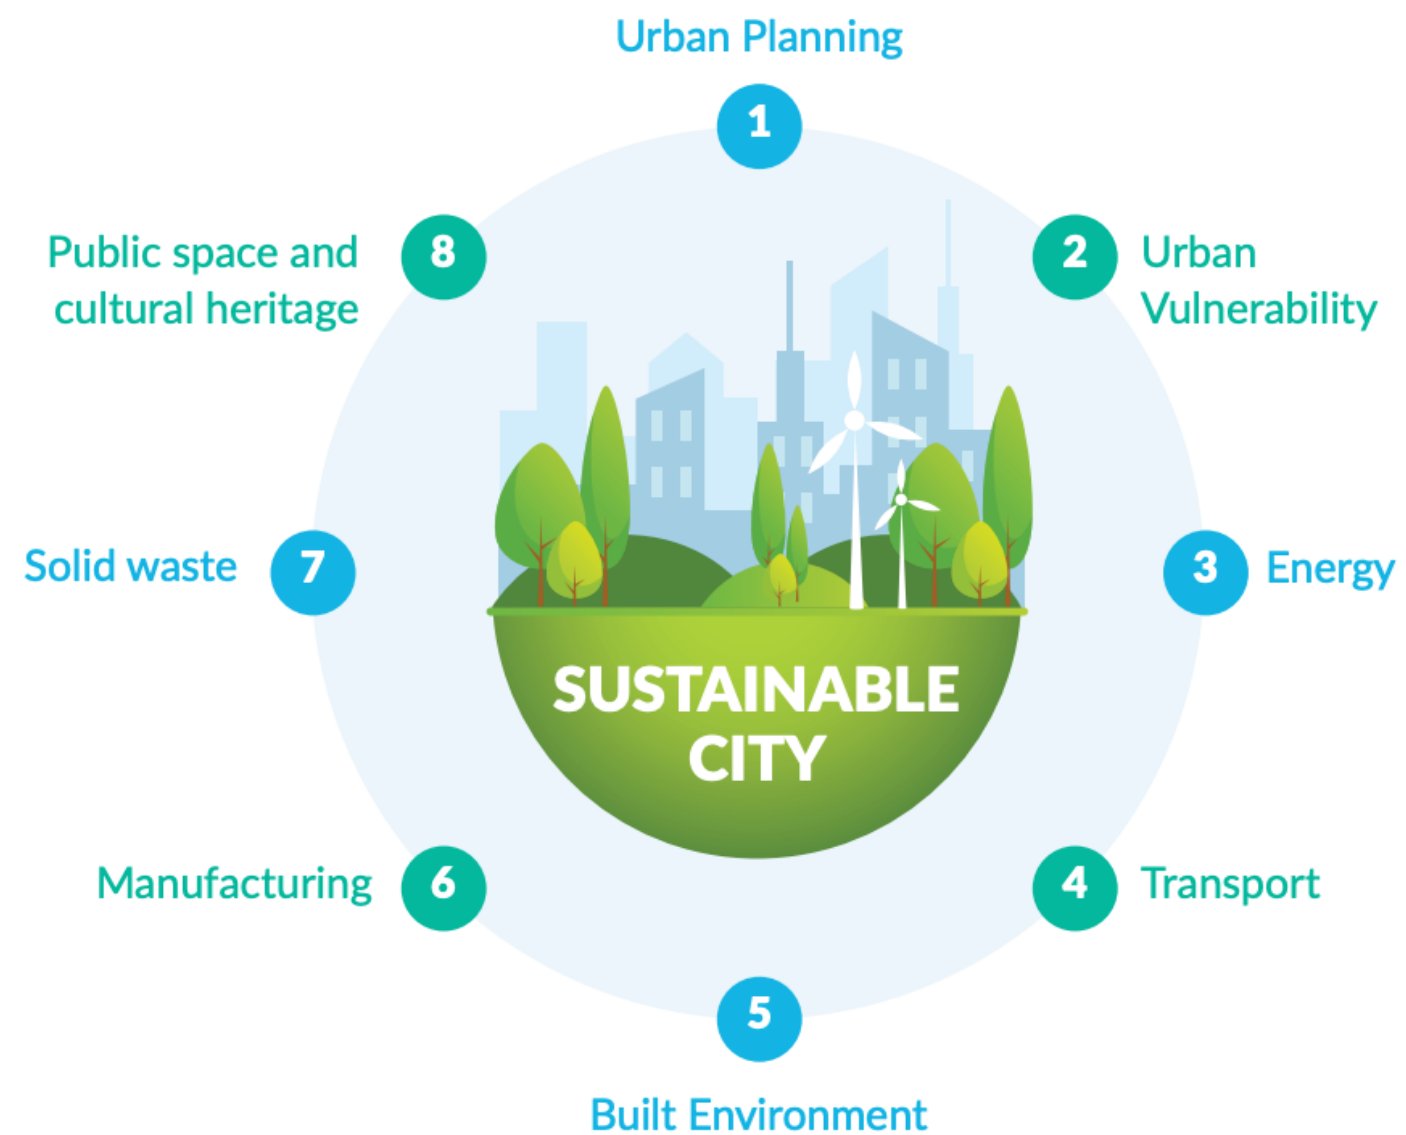 Urban Planning
1
2
Urban
Vulnerability
3
Energy
4
Transport
5
Built Environment
6
Manufacturing
7
Solid waste
8
Public space and
cultural heritage
SUSTAINABLE
CITY